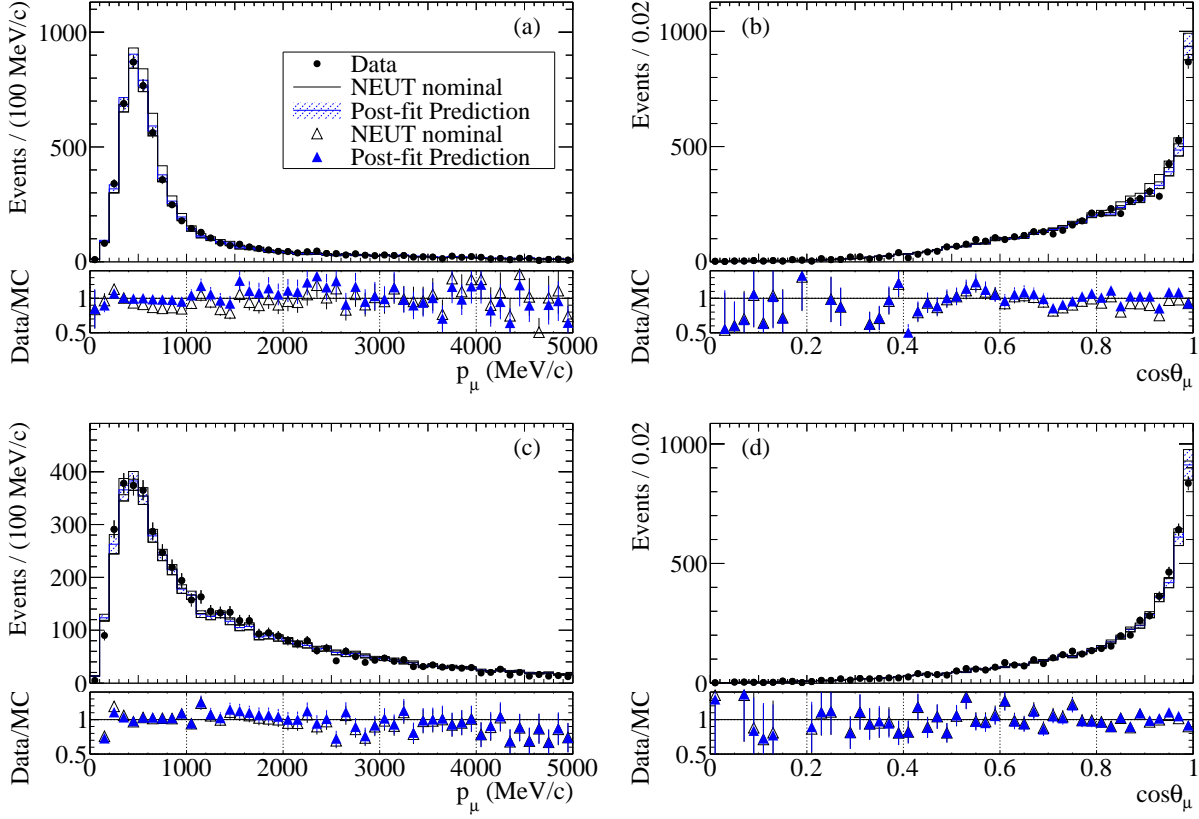 (a)
Events / (100 MeV/c)
1000
500
0
Data
NEUT nominal
Post-fit Prediction
NEUT nominal
Post-fit Prediction
Data/MC
1
0.5
0 1000 2000 3000 4000 5000
pμ (MeV/c)
(b)
Events / 0.02
1000
500
0
Data/MC
1
0.5
0 0.2 0.4 0.6 0.8 1
cosθμ
(c)
Events / (100 MeV/c)
400
300
200
100
0
Data/MC
1
0.5
0 1000 2000 3000 4000 5000
pμ (MeV/c)
(d)
Events / 0.02
1000
500
0
Data/MC
1
0.5
0 0.2 0.4 0.6 0.8 1
cosθμ